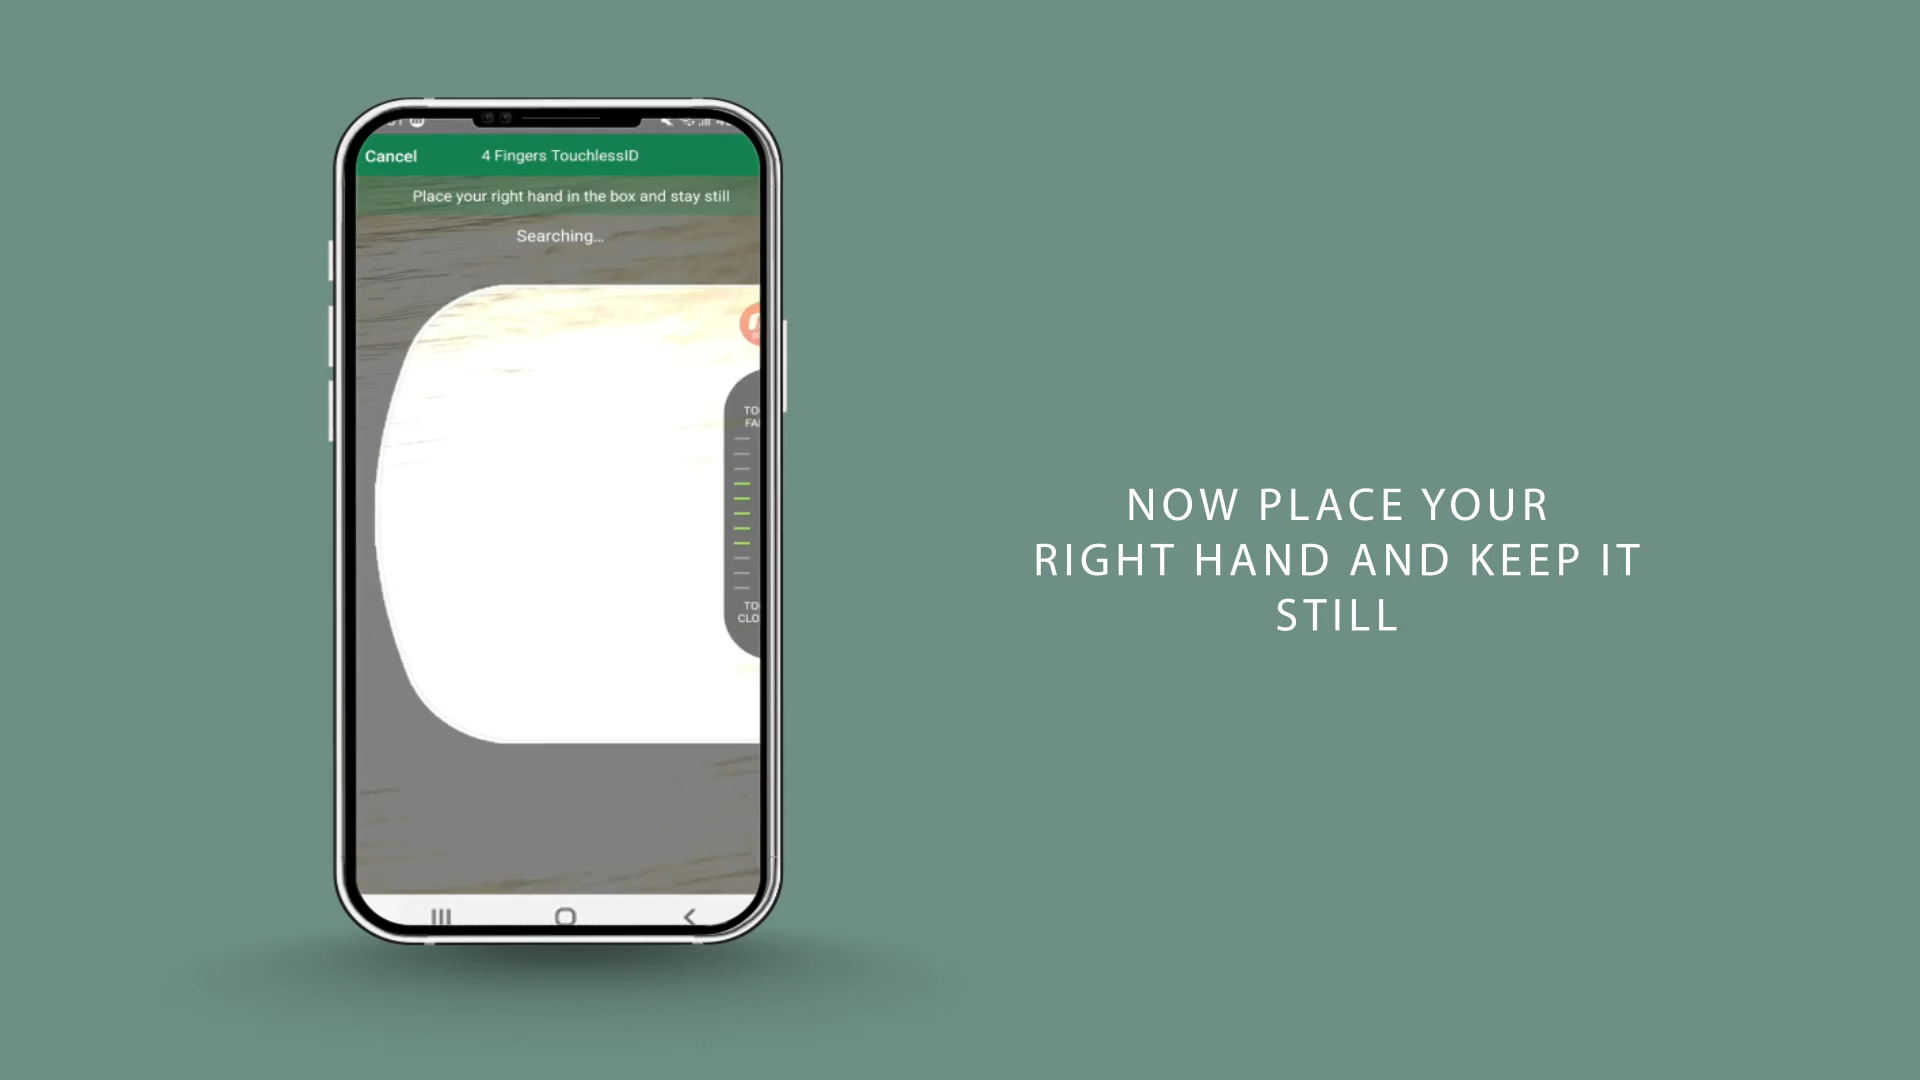 Cancel
4 Fingers TouchlessID
Place your right hand in the box and stay still
Searching...
NOW PLACE YOUR
RIGHT HAND AND KEEP IT
STILL